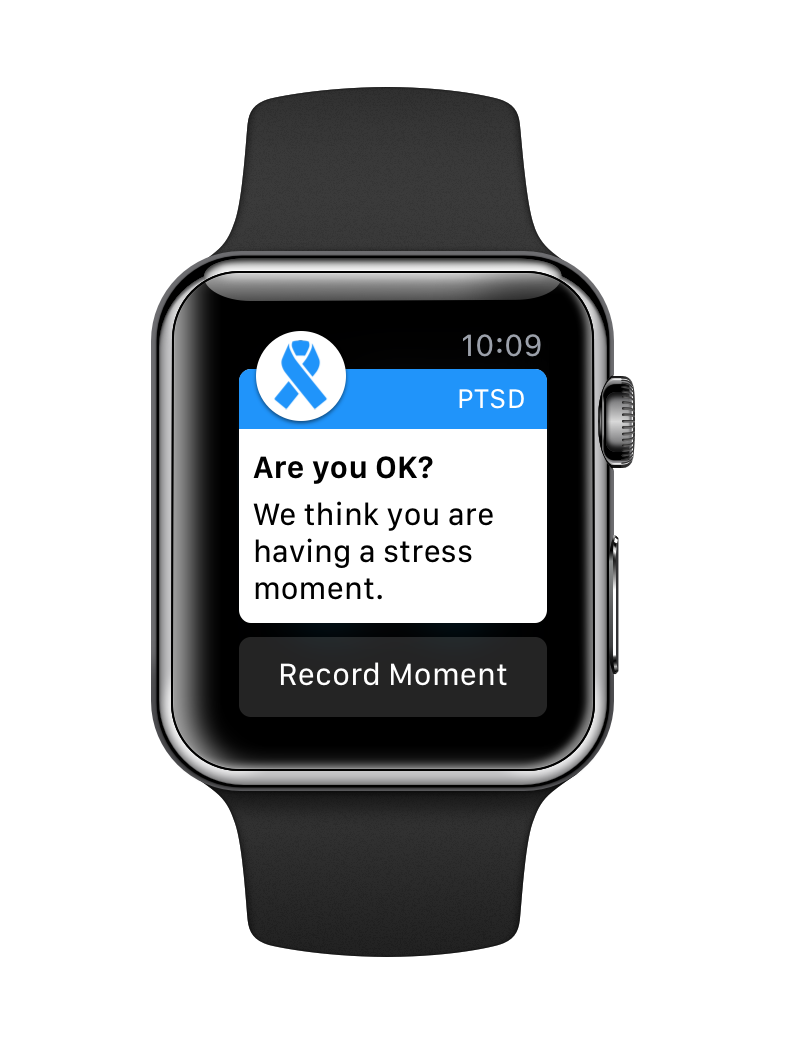 10:09
PTSD
Are you OK?
We think you are
having a stress
moment.
Record Moment